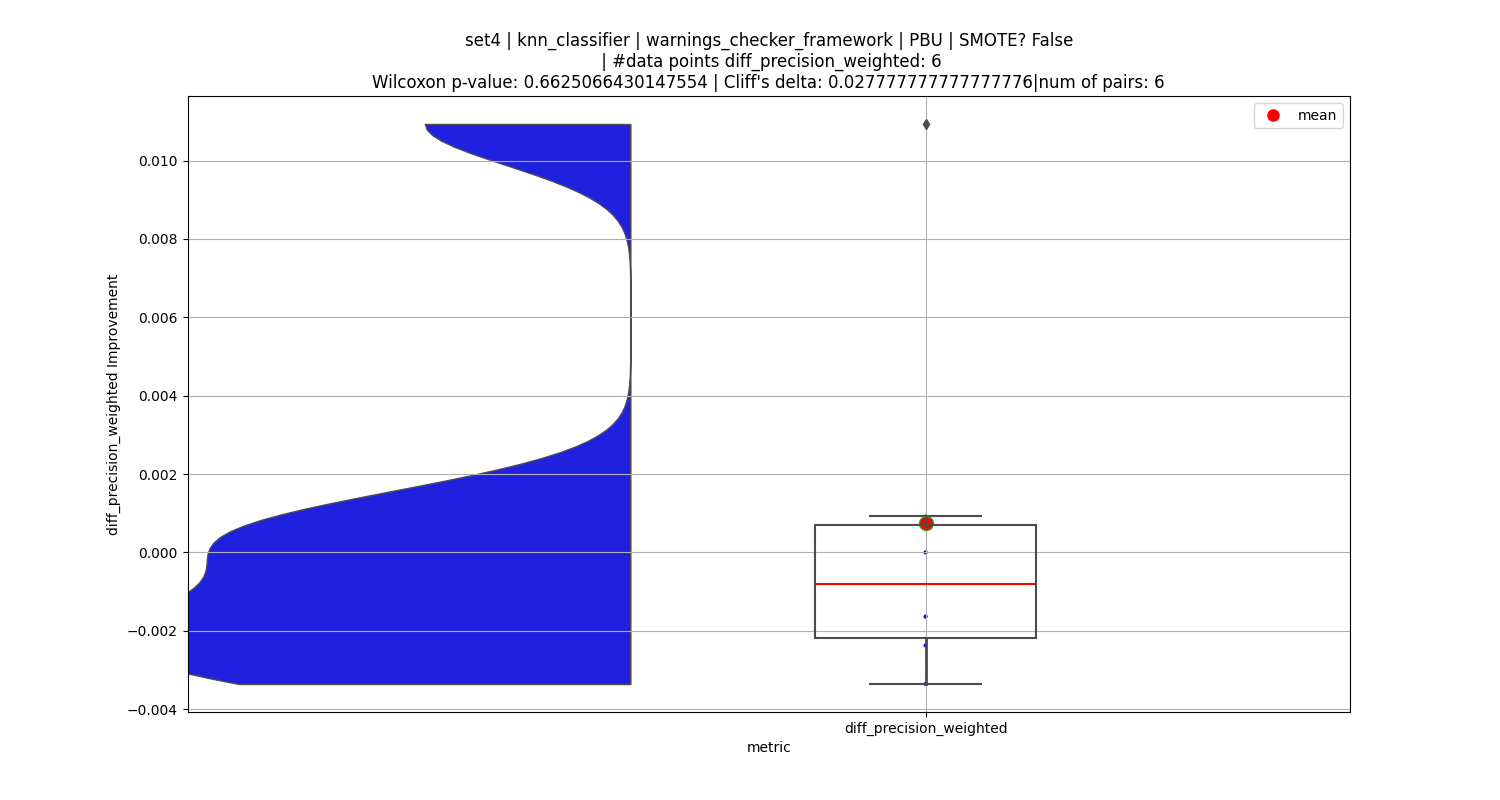 set4 | knn_classifier | warnings_checker_framework | PBU | SMOTE? False
| #data points diff_precision_weighted: 6
Wilcoxon p-value: 0.6625066430147554 | Cliff's delta: 0.027777777777777776|num of pairs: 6
mean
0.010
0.008
0.006
0.004
0.002
0.000
−0.002
−0.004
diff_precision_weighted Improvement
diff_precision_weighted
metric